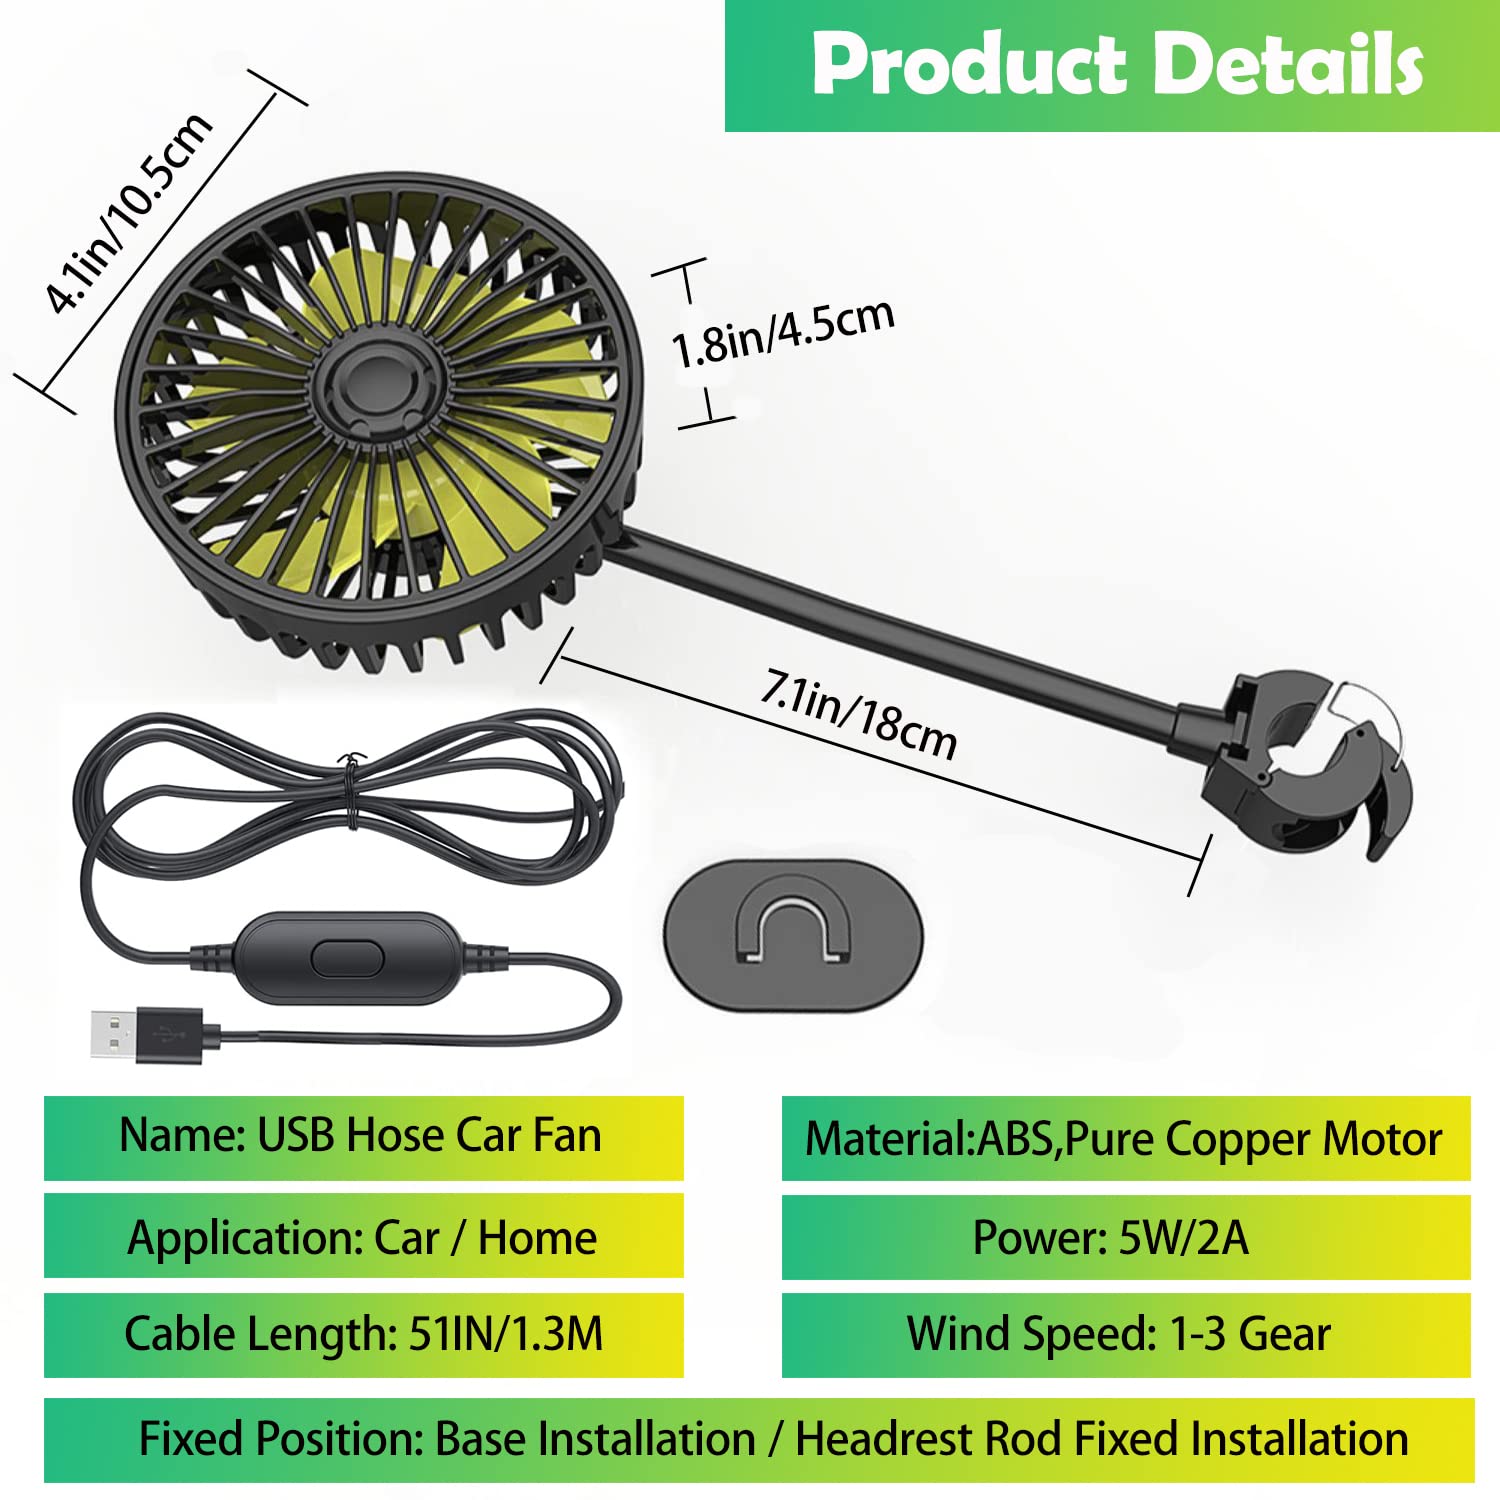 Product Details
4.1in/10.5cm
1.8in/4.5cm
7.1in/18cm
Name: USB Hose Car Fan
Material:ABS,Pure Copper Motor
Application: Car / Home
Power: 5W/2A
Cable Length: 51IN/1.3M
Wind Speed: 1-3 Gear
Fixed Position: Base Installation / Headrest Rod Fixed Installation